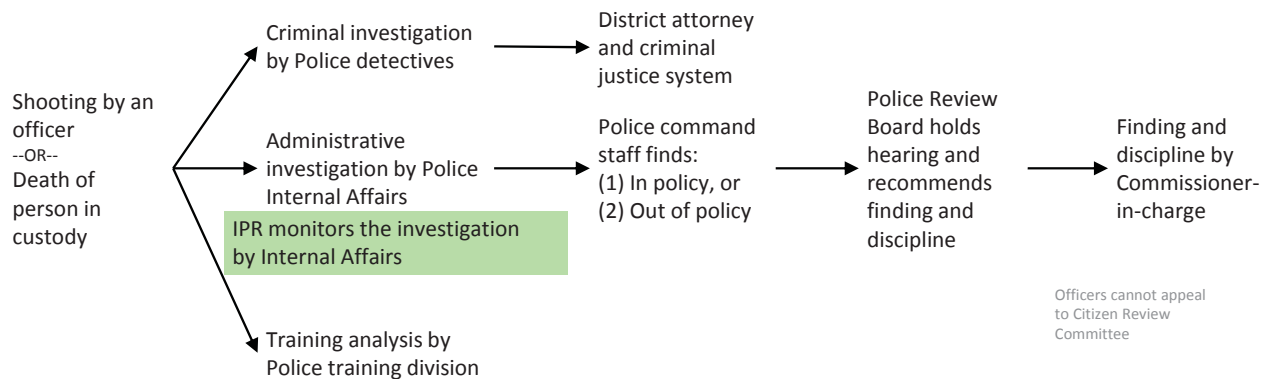 Shooting by an
officer
--OR--
Death of
person in
custody
Criminal investigation
by Police detectives
District attorney
and criminal
justice system
Administrative
investigation by Police
Internal Affairs
IPR monitors the investigation
by Internal Affairs
Police command
staff finds:
(1) In policy, or
(2) Out of policy
Police Review
Board holds
hearing and
recommends
finding and
discipline
Finding and
discipline by
Commissioner-
in-charge
Officers cannot appeal
to Citizen Review
Committee
Training analysis by
Police training division